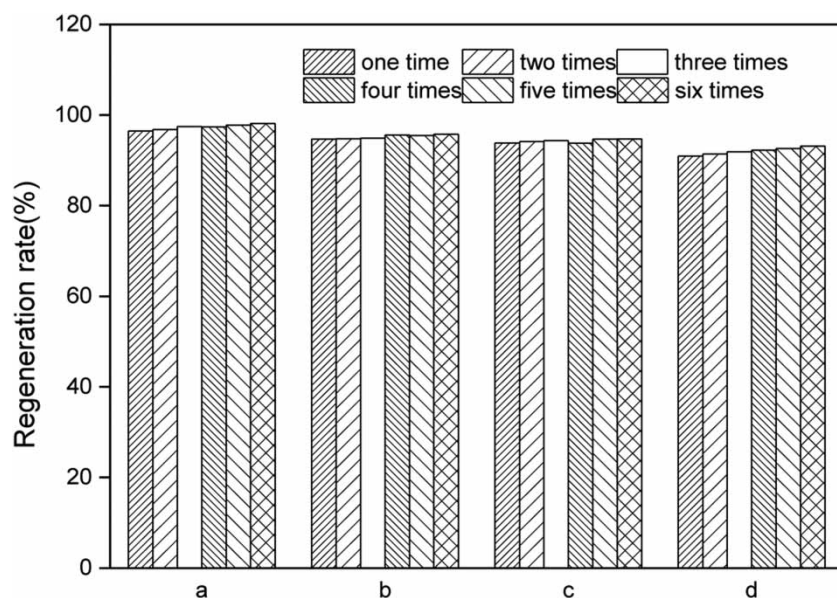 120
100
80
60
40
20
0
Regeneration rate(%)
one time two times three times
four times five times six times
a b c d